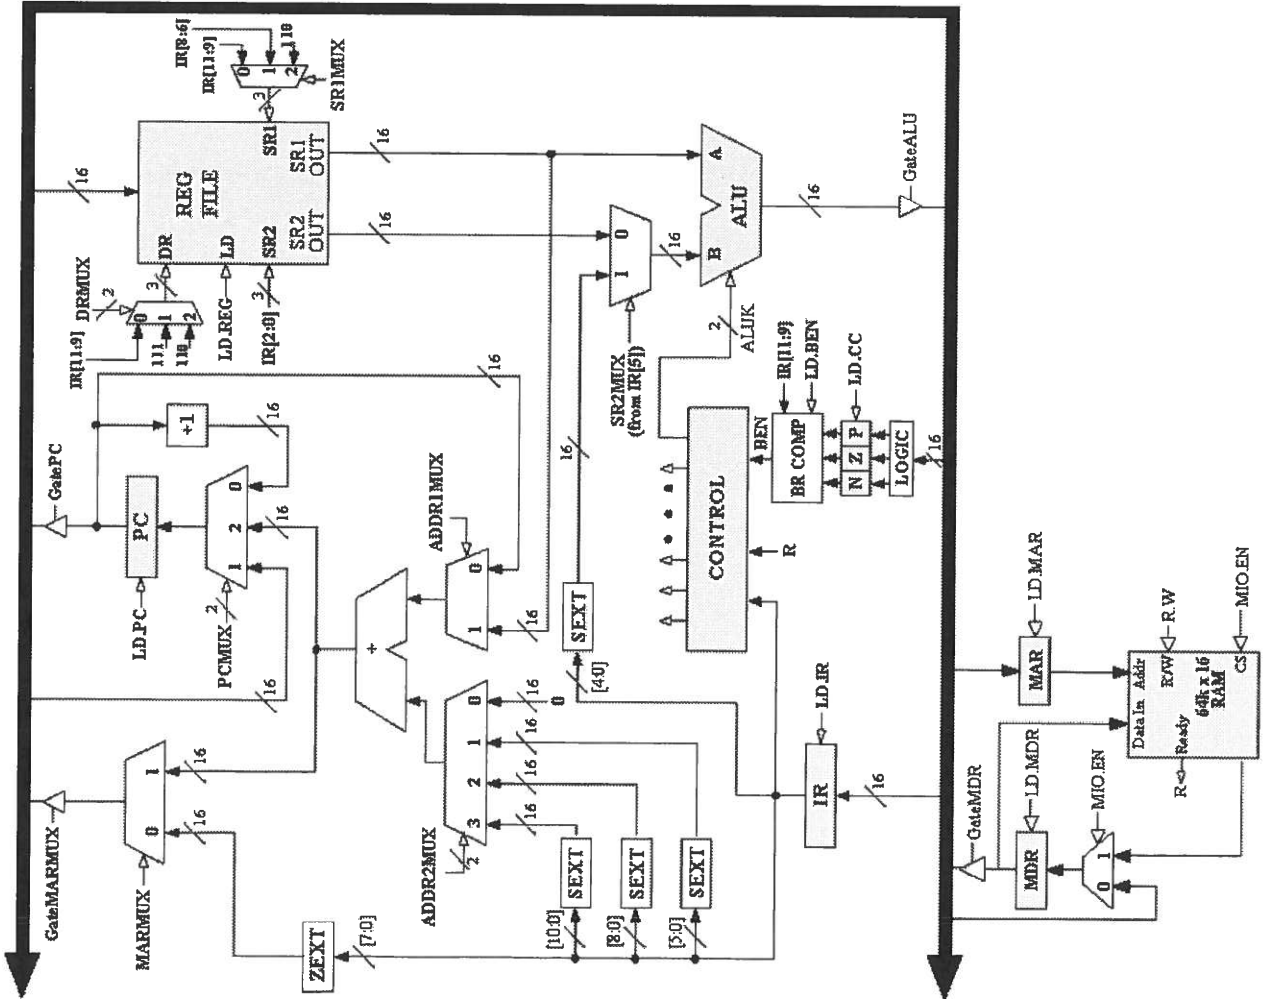 IR[8:6]
IR[11:9]
110
0 1 2
SR1MUX
3
16
REG
FILE
SR1
SR1
OUT
SR2
OUT
DR
LD
SR2
16
16
3
DRMUX
2
0 1 2
IR[11:9]
111
110
LD.REG
IR[2:0]
3
GatePC
+1
16
16
PC
LD.PC
1 2 0
16
PCMUX
2
16
GateMARMUX
MARMUX
0 1
16
16
+
ADDR1MUX
1 0
16
ADDR2MUX
2
3 2 1 0
16
16
16
16
0
SEXT
SEXT
SEXT
[10:0]
[8:0]
[5:0]
ZEXT
[7:0]
SEXT
[4:0]
16
SR2MUX
(from IR[5])
1 0
16
B
A
ALU
2
ALUK
16
GateALU
CONTROL
R
BEN
BR COMP
IR[11:9]
LD.BEN
N Z P
LD.CC
LOGIC
16
IR
LD.IR
16
GateMDR
MDR
LD.MDR
0 1
MIO.EN
MAR
LD.MAR
Data In
Addr
R/W
R.W
64k x 16
RAM
Ready
R
CS
MIO.EN